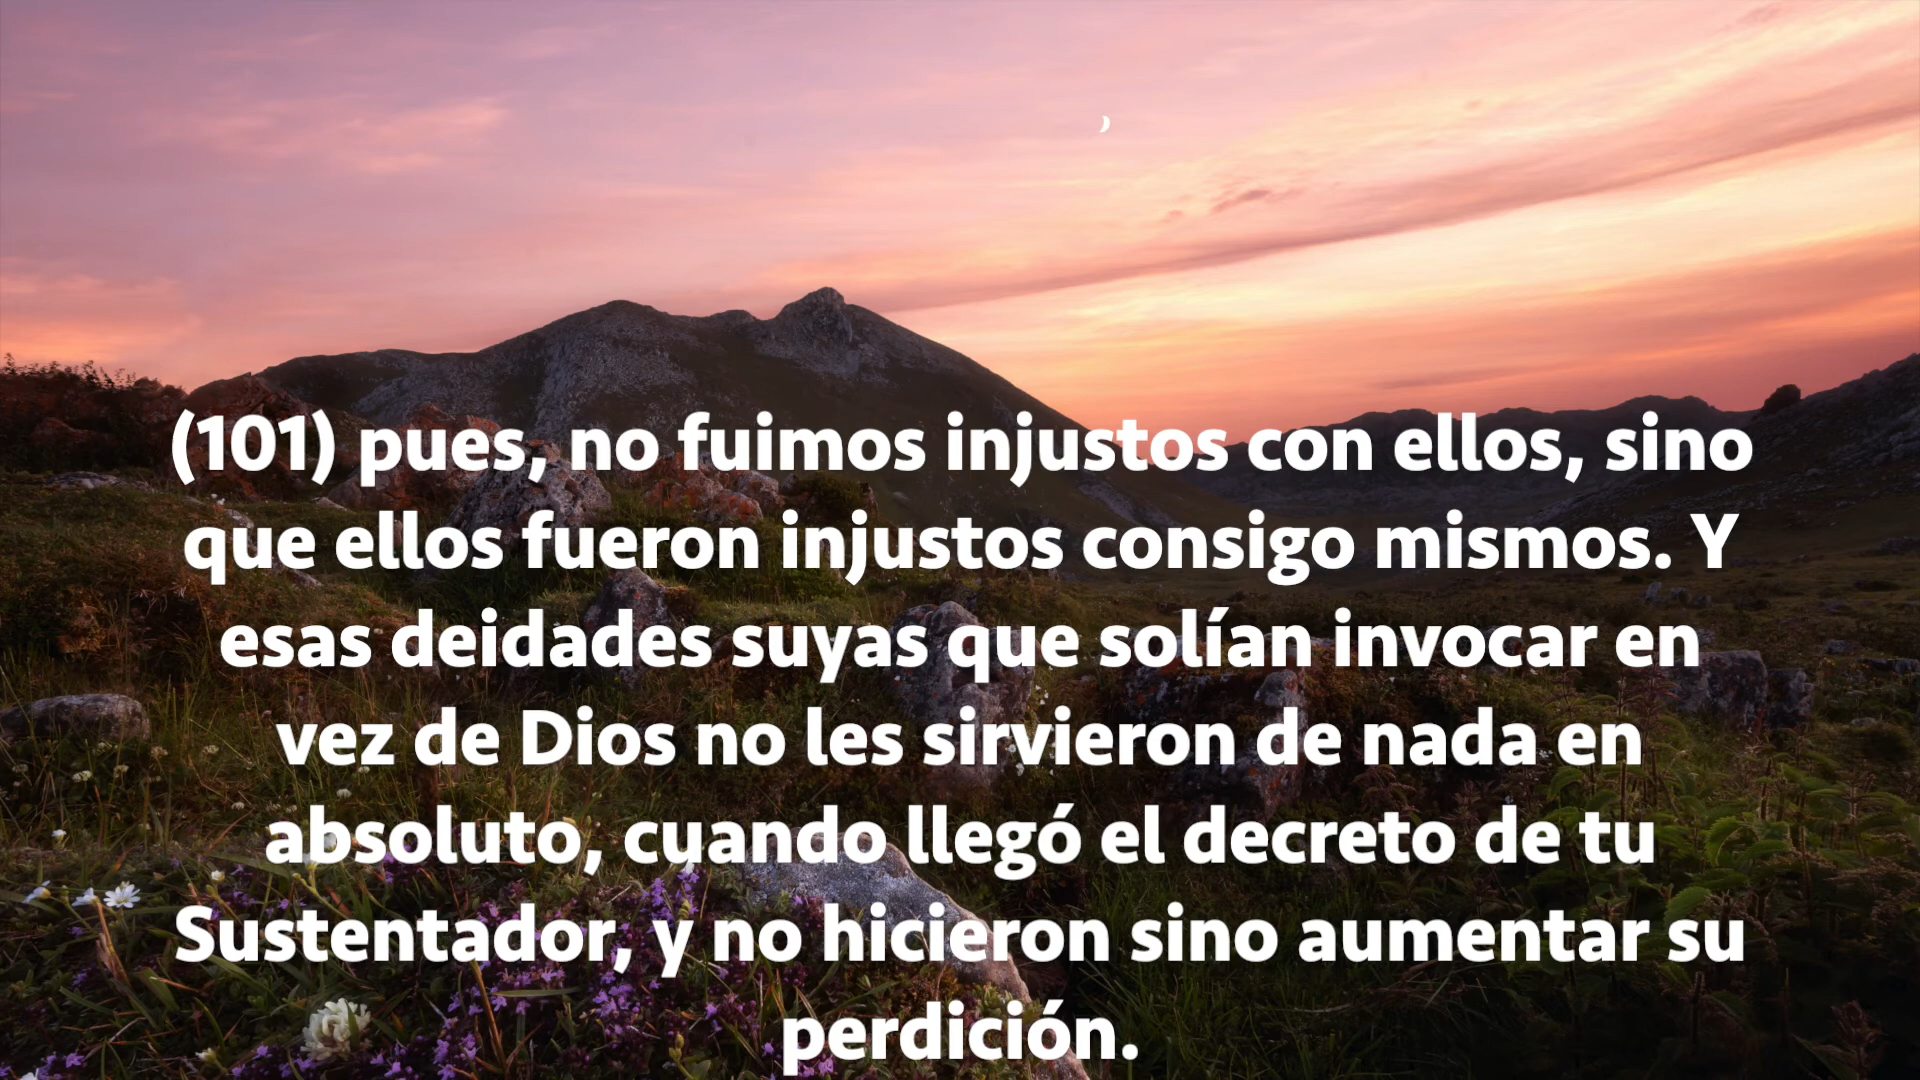 (101) pues, no fuimos injustos con ellos, sino
que ellos fueron injustos consigo mismos. Y
esas deidades suyas que solían invocar en
vez de Dios no les sirvieron de nada en
absoluto, cuando llegó el decreto de tu
Sustentador, y no hicieron sino aumentar su
perdición.